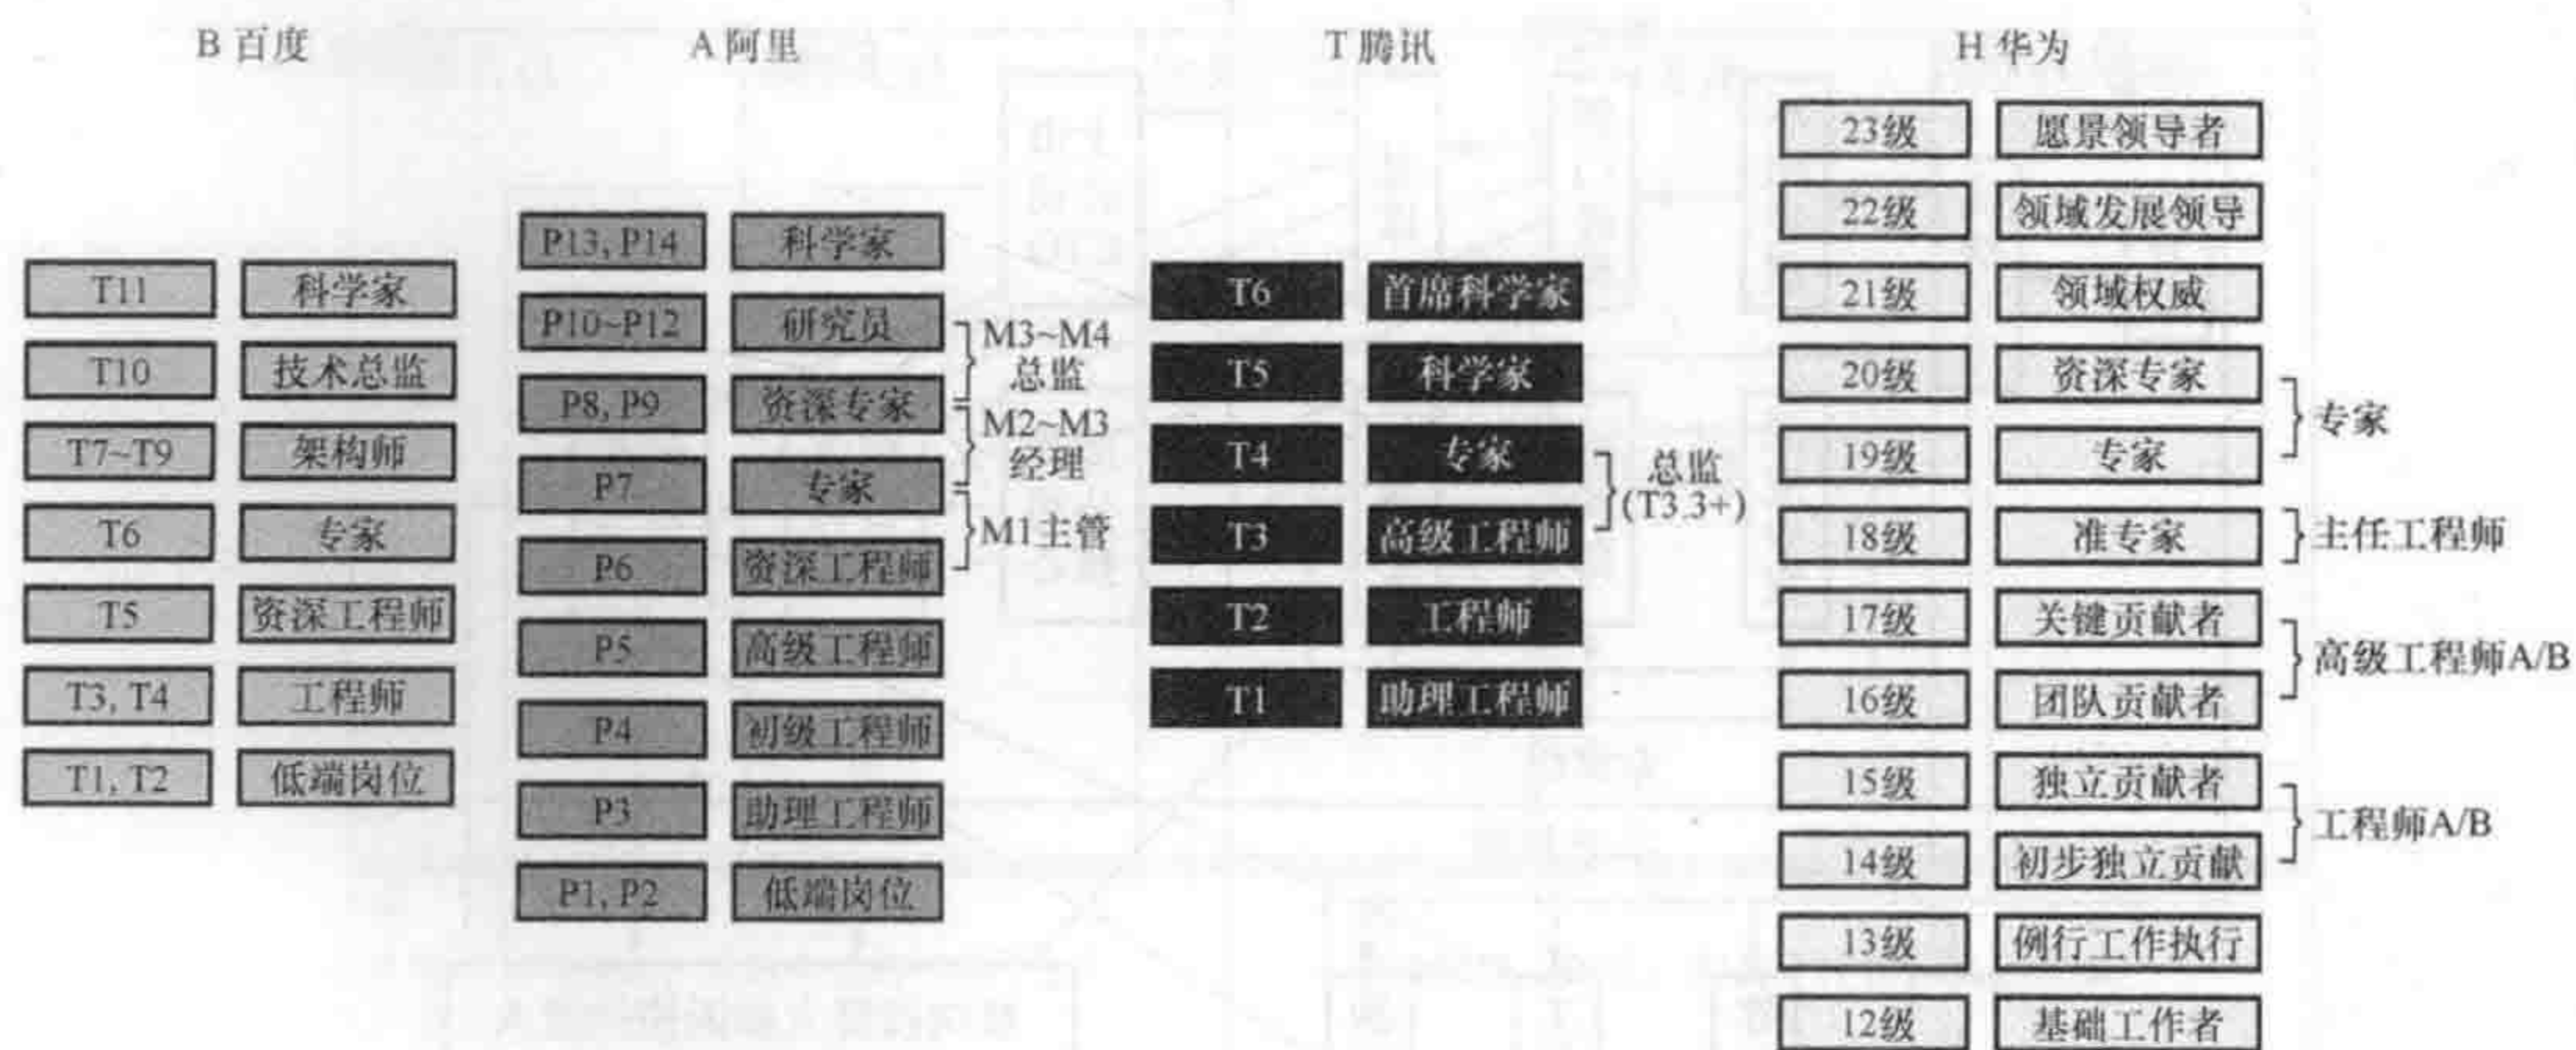 B 百度
T11 科学家
T10 技术总监
T7~T9 架构师
T6 专家
T5 资深工程师
T3, T4 工程师
T1, T2 低端岗位
A 阿里
P13, P14 科学家
P10~P12 研究员
P8, P9 资深专家
P7 专家
P6 资深工程师
P5 高级工程师
P4 初级工程师
P3 助理工程师
P1, P2 低端岗位
M3~M4
总监
M2~M3
经理
M1主管
T 腾讯
T6 首席科学家
T5 科学家
T4 专家
T3 高级工程师
T2 工程师
T1 助理工程师
总监
(T3.3+)
H 华为
23级 愿景领导者
22级 领域发展领导
21级 领域权威
20级 资深专家
19级 专家
18级 准专家
17级 关键贡献者
16级 团队贡献者
15级 独立贡献者
14级 初步独立贡献
13级 例行工作执行
12级 基础工作者
专家
主任工程师
高级工程师A/B
工程师A/B